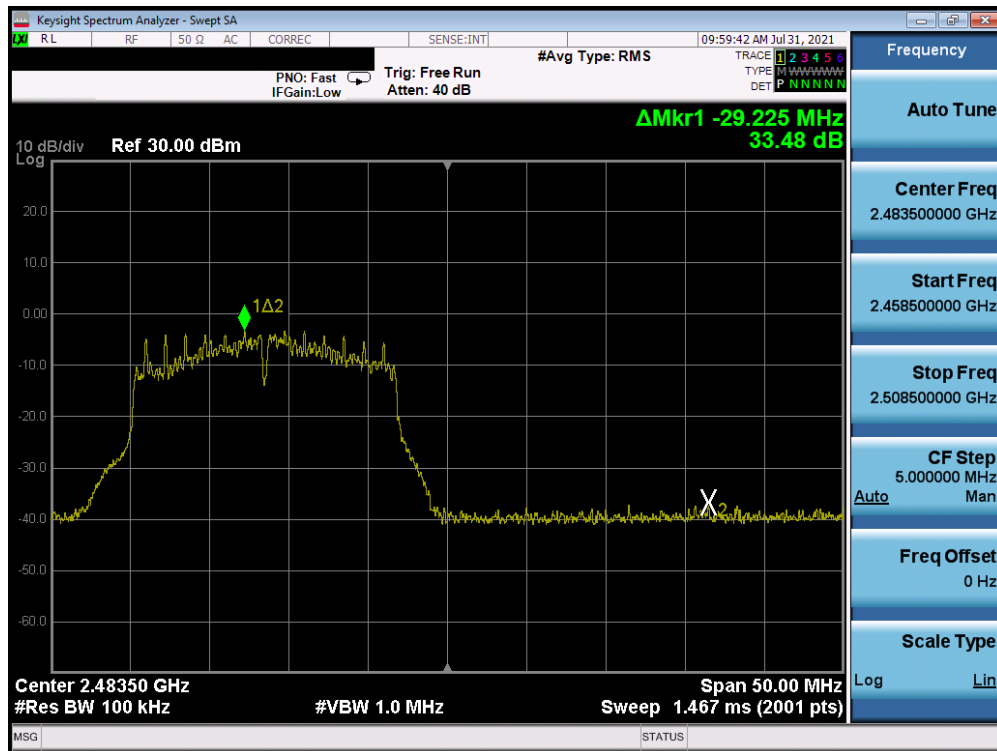 Keysight Spectrum Analyzer - Swept SA
LXI RL RF 50 Ω AC CORREC SENSE:INT 09:59:42 AM Jul 31, 2021
PNO: Fast
IFGain:Low
Trig: Free Run
Atten: 40 dB
#Avg Type: RMS
TRACE 1 2 3 4 5 6
TYPE M WWWWWW
DET P N N N N N
ΔMkr1 -29.225 MHz
33.48 dB
10 dB/div
Log
Ref 30.00 dBm
20.0
10.0
0.00
-10.0
-20.0
-30.0
-40.0
-50.0
-60.0
1Δ2
X2
Center 2.48350 GHz
#Res BW 100 kHz
#VBW 1.0 MHz
Span 50.00 MHz
Sweep 1.467 ms (2001 pts)
MSG
STATUS
Frequency
Auto Tune
Center Freq
2.483500000 GHz
Start Freq
2.458500000 GHz
Stop Freq
2.508500000 GHz
CF Step
5.000000 MHz
Auto Man
Freq Offset
0 Hz
Scale Type
Log Lin